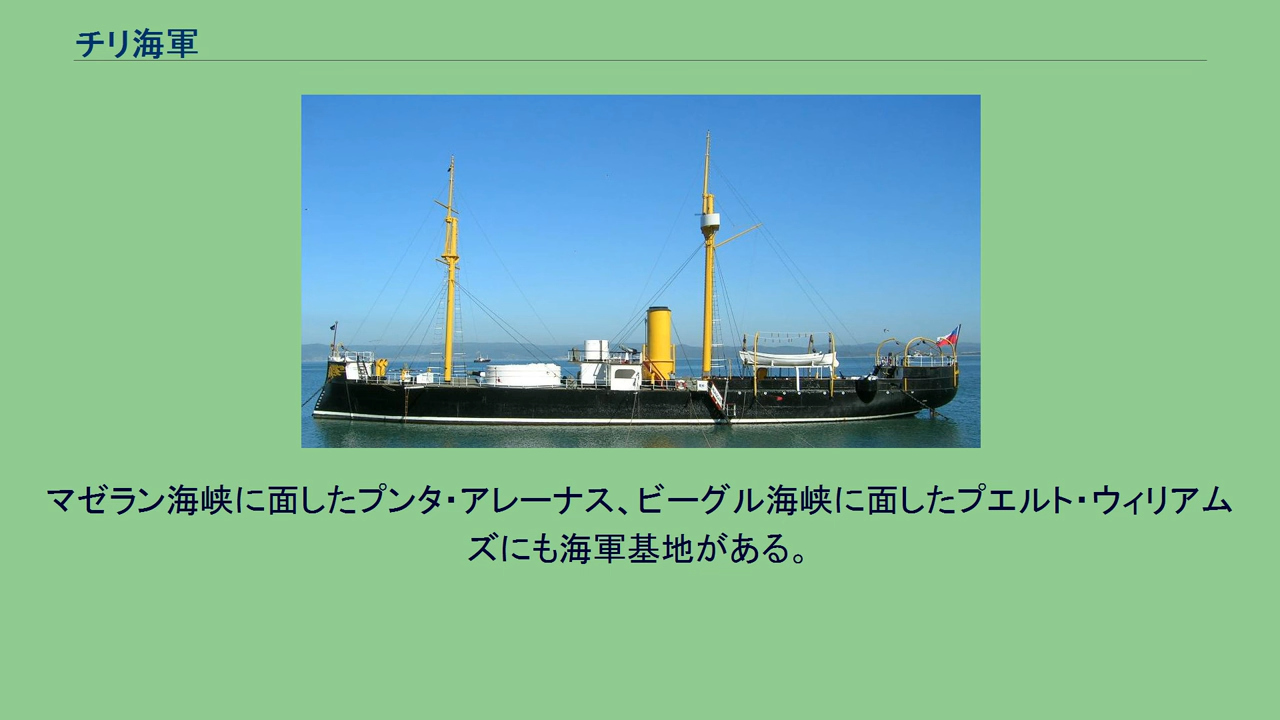 チリ海軍
マゼラン海峡に面したプンタ・アレーナス、ビーグル海峡に面したプエルト・ウィリアム
ズにも海軍基地がある。